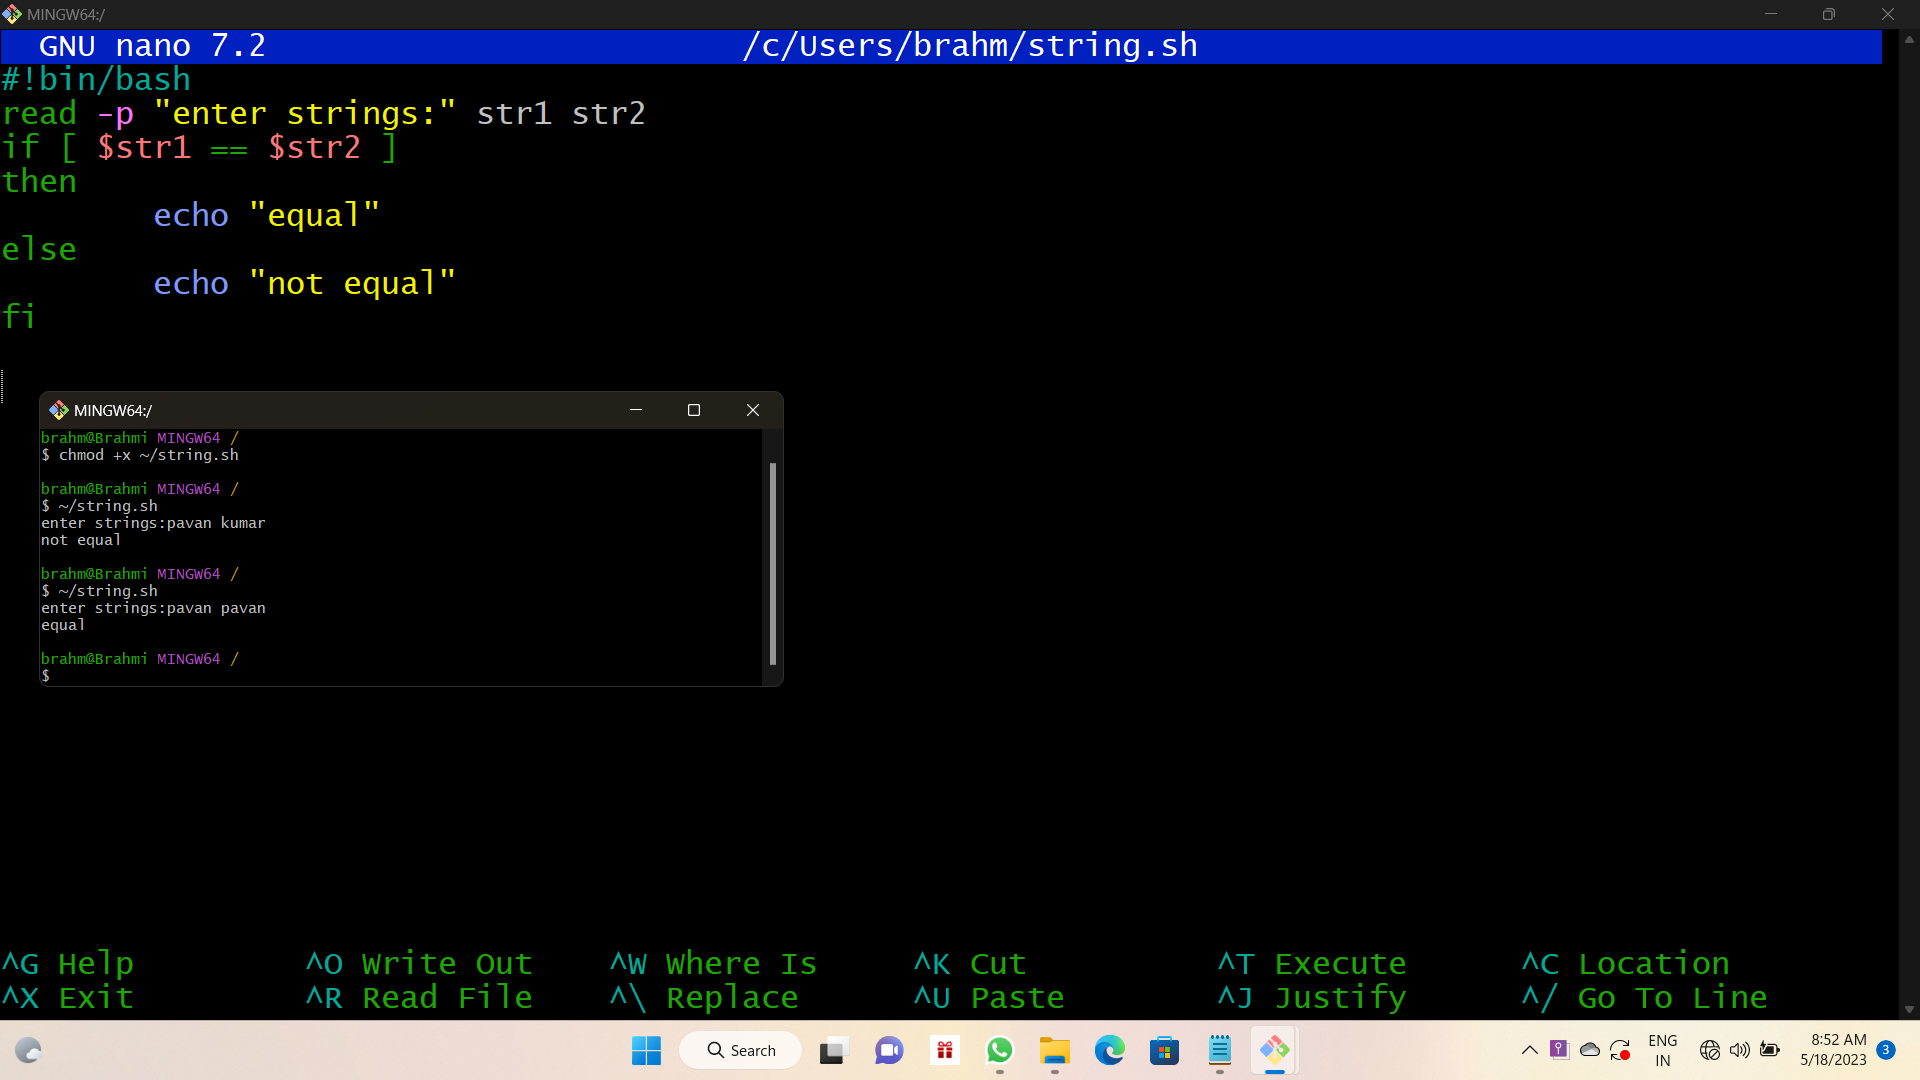 MINGW64:/
GNU nano 7.2 /c/Users/brahm/string.sh
#!bin/bash
read -p "enter strings:" str1 str2
if [ $str1 == $str2 ]
then
        echo "equal"
else
        echo "not equal"
fi
MINGW64:/
brahm@Brahmi MINGW64 /
$ chmod +x ~/string.sh
brahm@Brahmi MINGW64 /
$ ~/string.sh
enter strings:pavan kumar
not equal
brahm@Brahmi MINGW64 /
$ ~/string.sh
enter strings:pavan pavan
equal
brahm@Brahmi MINGW64 /
$
^G Help ^O Write Out ^W Where Is ^K Cut ^T Execute ^C Location
^X Exit ^R Read File ^\ Replace ^U Paste ^J Justify ^/ Go To Line
Search
ENG
IN
8:52 AM
5/18/2023
3